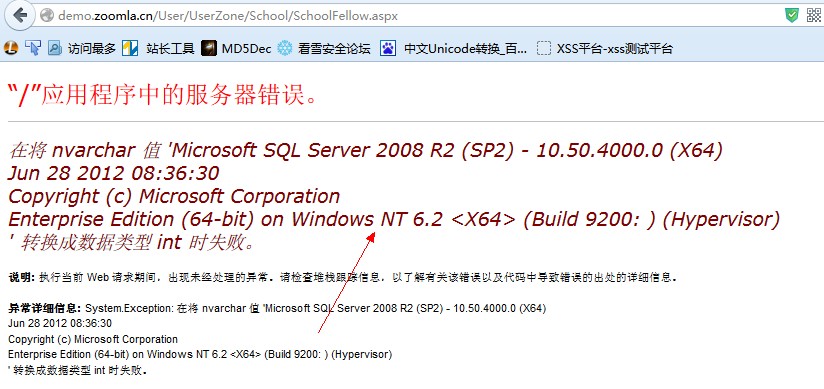 demo.zoomla.cn/User/UserZone/School/SchoolFellow.aspx
访问最多 站长工具 MD5Dec 看雪安全论坛 中文Unicode转换_百... XSS平台-xss测试平台
“/”应用程序中的服务器错误。
在将 nvarchar 值 'Microsoft SQL Server 2008 R2 (SP2) - 10.50.4000.0 (X64)
Jun 28 2012 08:36:30
Copyright (c) Microsoft Corporation
Enterprise Edition (64-bit) on Windows NT 6.2 <X64> (Build 9200: ) (Hypervisor)
' 转换成数据类型 int 时失败。
说明: 执行当前 Web 请求期间，出现未经处理的异常。请检查堆栈跟踪信息，以了解有关该错误以及代码中导致错误的出处的详细信息。
异常详细信息: System.Exception: 在将 nvarchar 值 'Microsoft SQL Server 2008 R2 (SP2) - 10.50.4000.0 (X64)
Jun 28 2012 08:36:30
Copyright (c) Microsoft Corporation
Enterprise Edition (64-bit) on Windows NT 6.2 <X64> (Build 9200: ) (Hypervisor)
' 转换成数据类型 int 时失败。